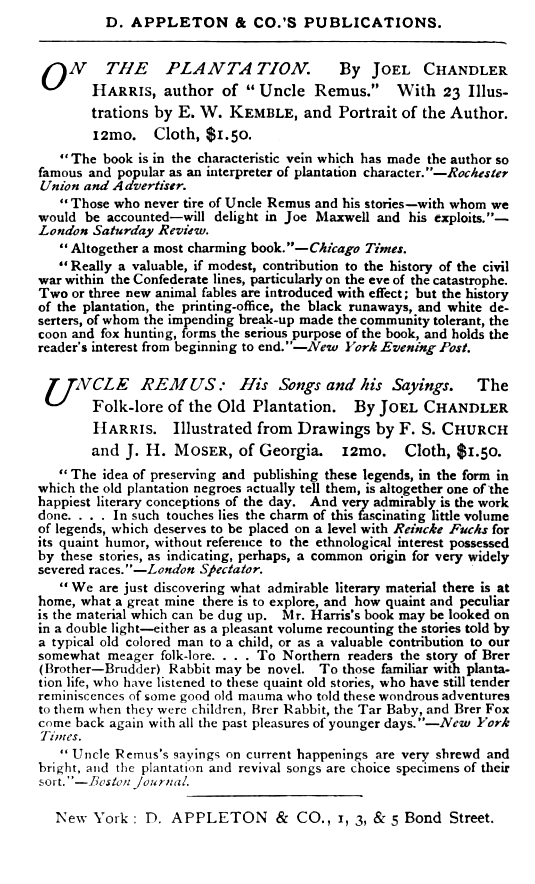 D. APPLETON & CO.'S PUBLICATIONS.
ON THE PLANTATION. By JOEL CHANDLER
HARRIS, author of "Uncle Remus." With 23 Illus-
trations by E. W. KEMBLE, and Portrait of the Author.
12mo. Cloth, $1.50.
"The book is in the characteristic vein which has made the author so
famous and popular as an interpreter of plantation character."—Rochester
Union and Advertiser.
"Those who never tire of Uncle Remus and his stories—with whom we
would be accounted—will delight in Joe Maxwell and his exploits."—
London Saturday Review.
"Altogether a most charming book."—Chicago Times.
"Really a valuable, if modest, contribution to the history of the civil
war within the Confederate lines, particularly on the eve of the catastrophe.
Two or three new animal fables are introduced with effect; but the history
of the plantation, the printing-office, the black runaways, and white de-
serters, of whom the impending break-up made the community tolerant, the
coon and fox hunting, forms the serious purpose of the book, and holds the
reader's interest from beginning to end."—New York Evening Post.
UNCLE REMUS: His Songs and his Sayings. The
Folk-lore of the Old Plantation. By JOEL CHANDLER
HARRIS. Illustrated from Drawings by F. S. CHURCH
and J. H. MOSER, of Georgia. 12mo. Cloth, $1.50.
"The idea of preserving and publishing these legends, in the form in
which the old plantation negroes actually tell them, is altogether one of the
happiest literary conceptions of the day. And very admirably is the work
done. . . . In such touches lies the charm of this fascinating little volume
of legends, which deserves to be placed on a level with Reincke Fuchs for
its quaint humor, without reference to the ethnological interest possessed
by these stories, as indicating, perhaps, a common origin for very widely
severed races."—London Spectator.
"We are just discovering what admirable literary material there is at
home, what a great mine there is to explore, and how quaint and peculiar
is the material which can be dug up. Mr. Harris's book may be looked on
in a double light—either as a pleasant volume recounting the stories told by
a typical old colored man to a child, or as a valuable contribution to our
somewhat meager folk-lore. . . . To Northern readers the story of Brer
(Brother—Brudder) Rabbit may be novel. To those familiar with planta-
tion life, who have listened to these quaint old stories, who have still tender
reminiscences of some good old mauma who told these wondrous adventures
to them when they were children, Brer Rabbit, the Tar Baby, and Brer Fox
come back again with all the past pleasures of younger days."—New York
Times.
"Uncle Remus's sayings on current happenings are very shrewd and
bright, and the plantation and revival songs are choice specimens of their
sort."—Boston Journal.
New York: D. APPLETON & CO., 1, 3, & 5 Bond Street.